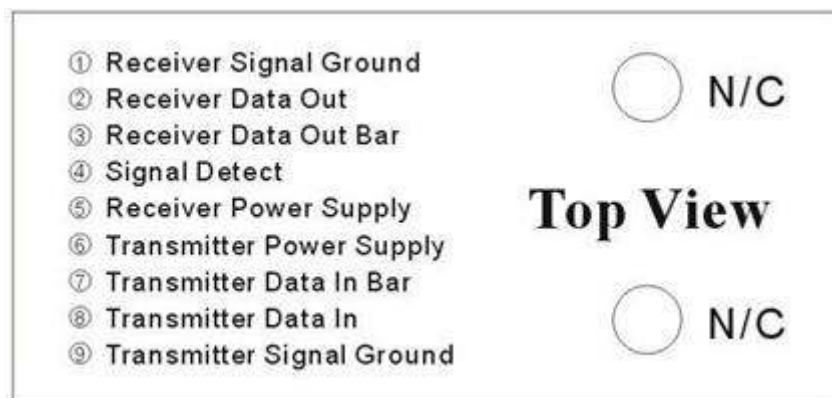 ① Receiver Signal Ground
② Receiver Data Out
③ Receiver Data Out Bar
④ Signal Detect
⑤ Receiver Power Supply
⑥ Transmitter Power Supply
⑦ Transmitter Data In Bar
⑧ Transmitter Data In
⑨ Transmitter Signal Ground
N/C
Top View
N/C